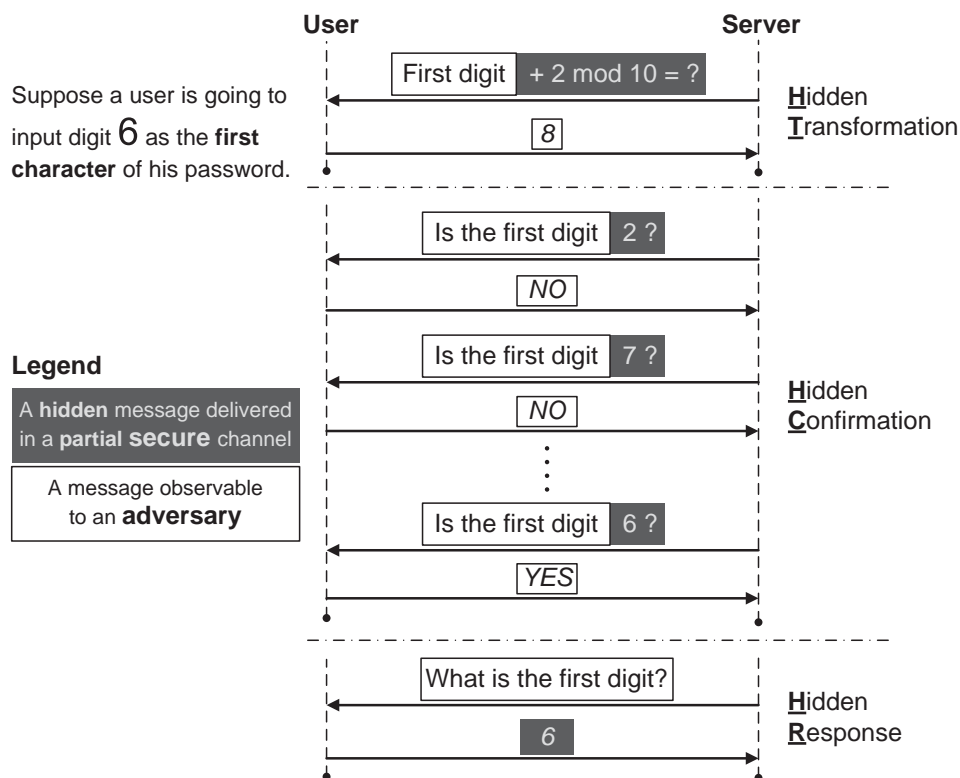 User
Server
First digit + 2 mod 10 = ?
Suppose a user is going to
input digit 6 as the first
character of his password.
8
Hidden
Transformation
Is the first digit 2 ?
NO
Is the first digit 7 ?
NO
Is the first digit 6 ?
YES
Hidden
Confirmation
Legend
A hidden message delivered
in a partial secure channel
A message observable
to an adversary
What is the first digit?
6
Hidden
Response